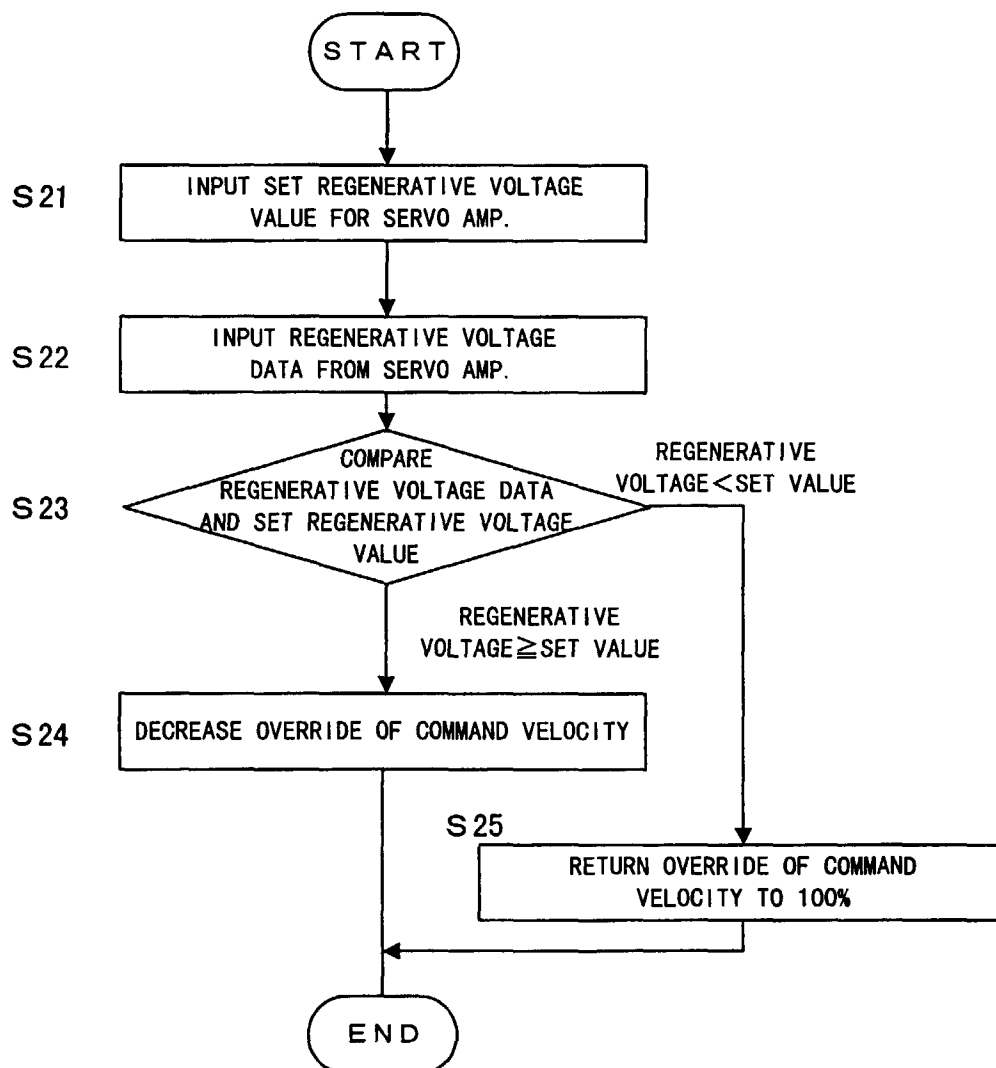 START
S21
INPUT SET REGENERATIVE VOLTAGE
VALUE FOR SERVO AMP.
S22
INPUT REGENERATIVE VOLTAGE
DATA FROM SERVO AMP.
S23
COMPARE
REGENERATIVE VOLTAGE DATA
AND SET REGENERATIVE VOLTAGE
VALUE
REGENERATIVE
VOLTAGE<SET VALUE
REGENERATIVE
VOLTAGE≧SET VALUE
S24
DECREASE OVERRIDE OF COMMAND VELOCITY
S25
RETURN OVERRIDE OF COMMAND
VELOCITY TO 100%
END